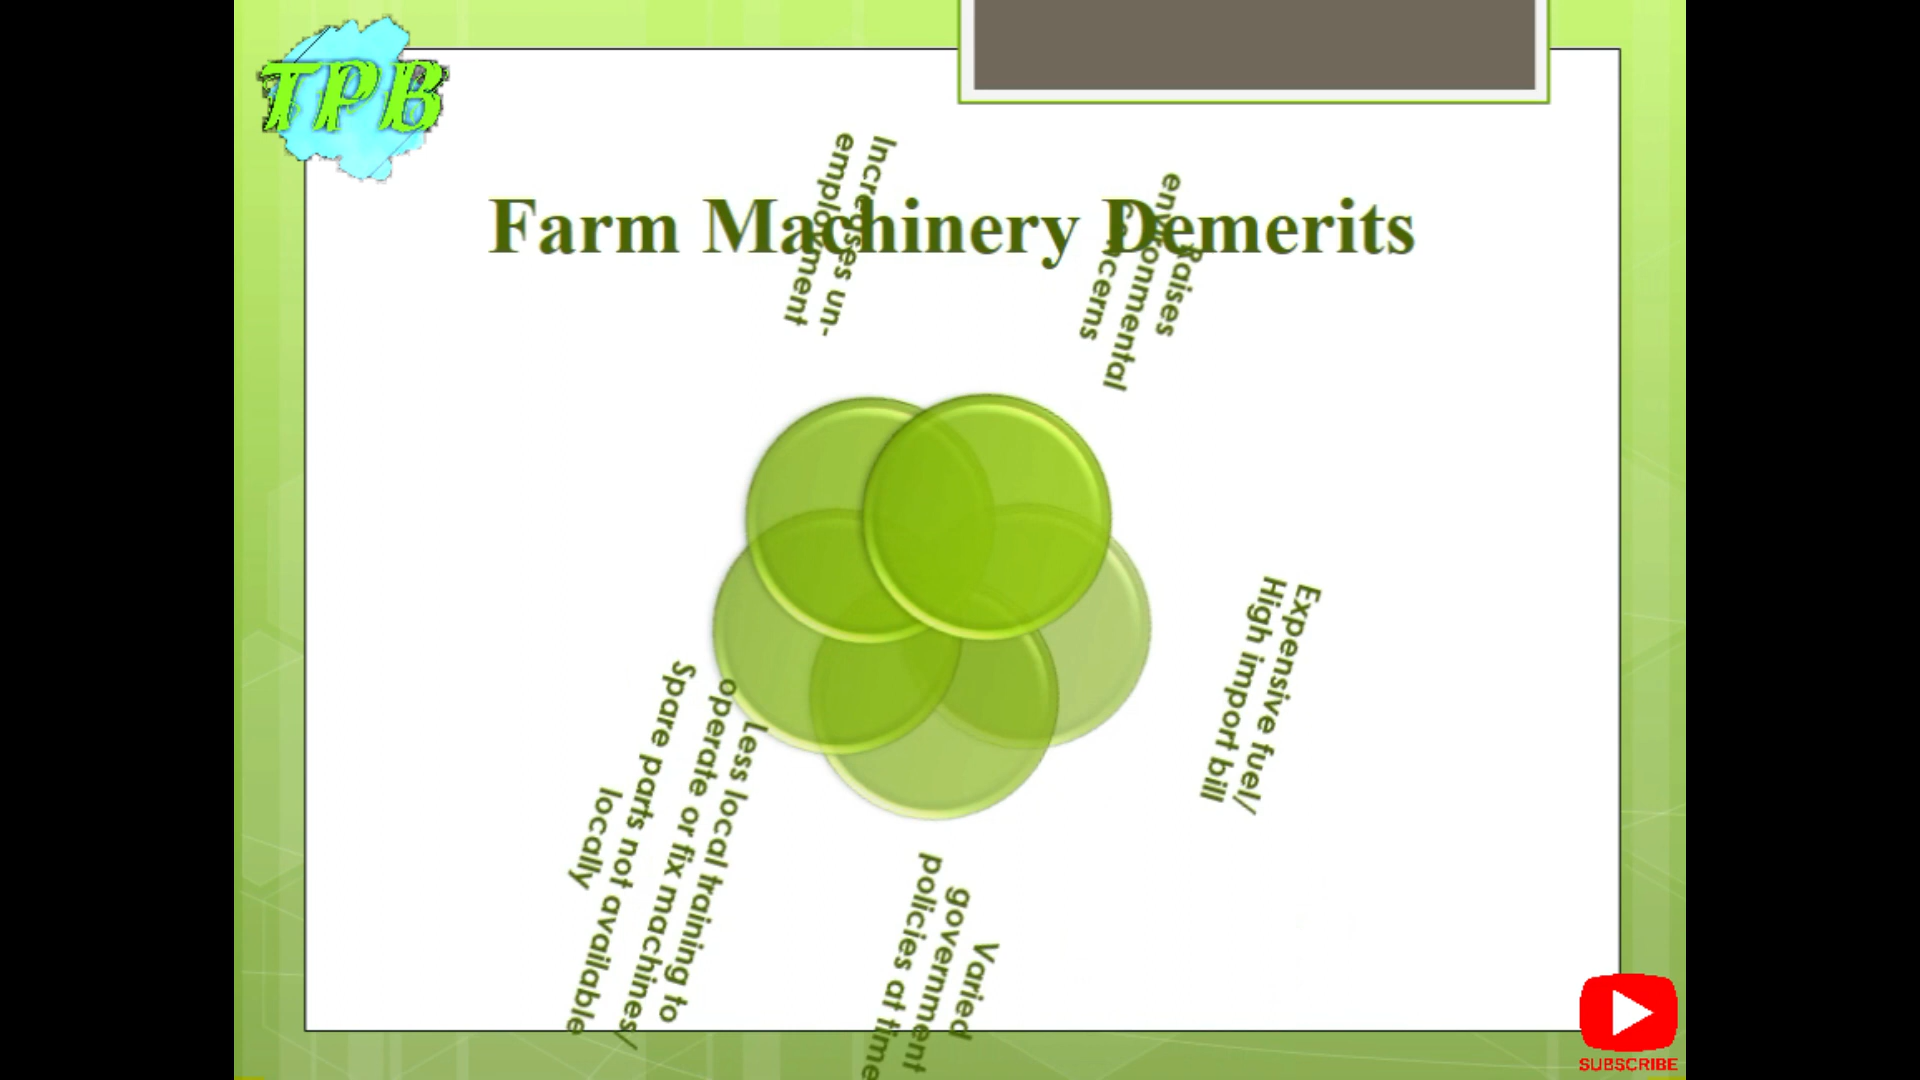 TPB
Farm Machinery Demerits
Increases un-
employment
Raises
environmental
concerns
Expensive fuel/
High import bill
Less local training to
operate or fix machines/
Spare parts not available
locally
Varied
government
policies at time
SUBSCRIBE